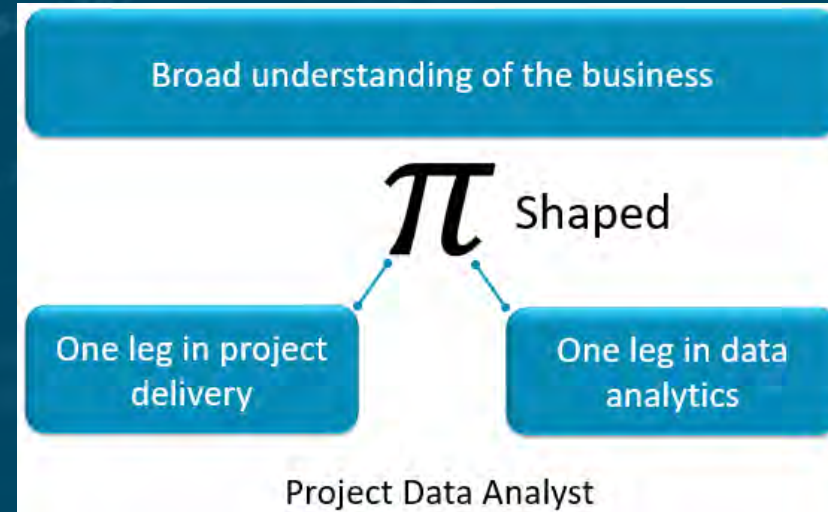 Broad understanding of the business
π Shaped
One leg in project
delivery
One leg in data
analytics
Project Data Analyst